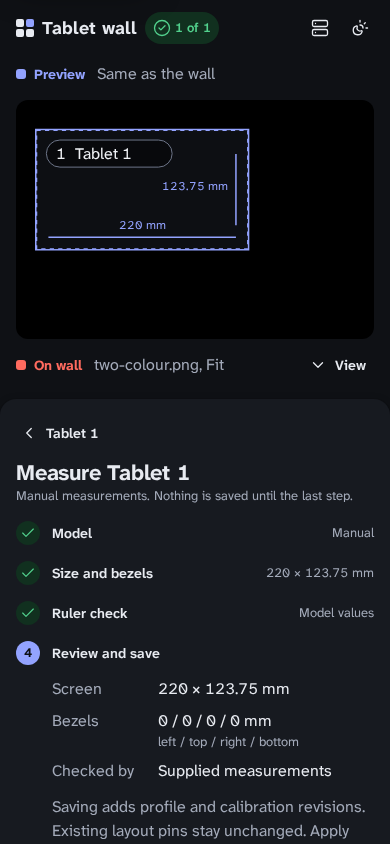 Tablet wall
1 of 1
Preview Same as the wall
1 Tablet 1
123.75 mm
220 mm
On wall two-colour.png, Fit
View
Tablet 1
Measure Tablet 1
Manual measurements. Nothing is saved until the last step.
Model Manual
Size and bezels 220 × 123.75 mm
Ruler check Model values
4 Review and save
Screen 220 × 123.75 mm
Bezels 0 / 0 / 0 / 0 mm
left / top / right / bottom
Checked by Supplied measurements
Saving adds profile and calibration revisions.
Existing layout pins stay unchanged. Apply